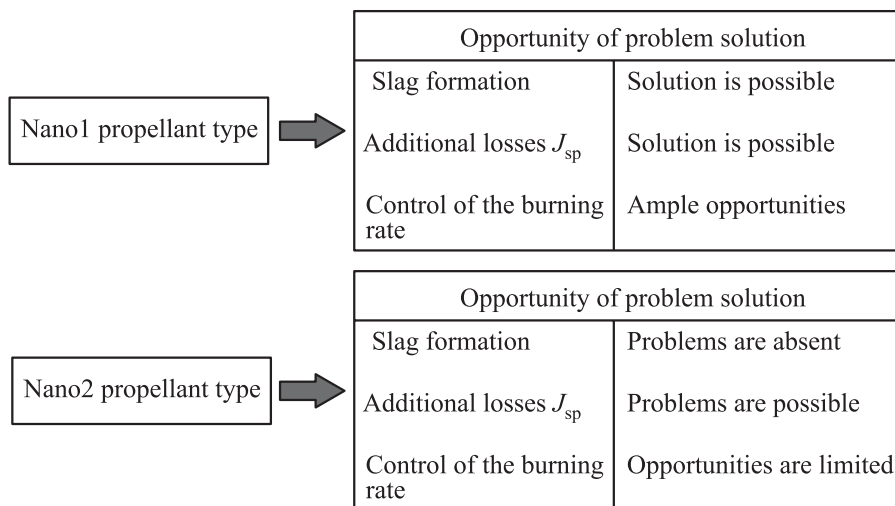 Opportunity of problem solution
Nano1 propellant type
Slag formation
Solution is possible
Additional losses Jsp
Solution is possible
Control of the burning
rate
Ample opportunities
Opportunity of problem solution
Nano2 propellant type
Slag formation
Problems are absent
Additional losses Jsp
Problems are possible
Control of the burning
rate
Opportunities are limited